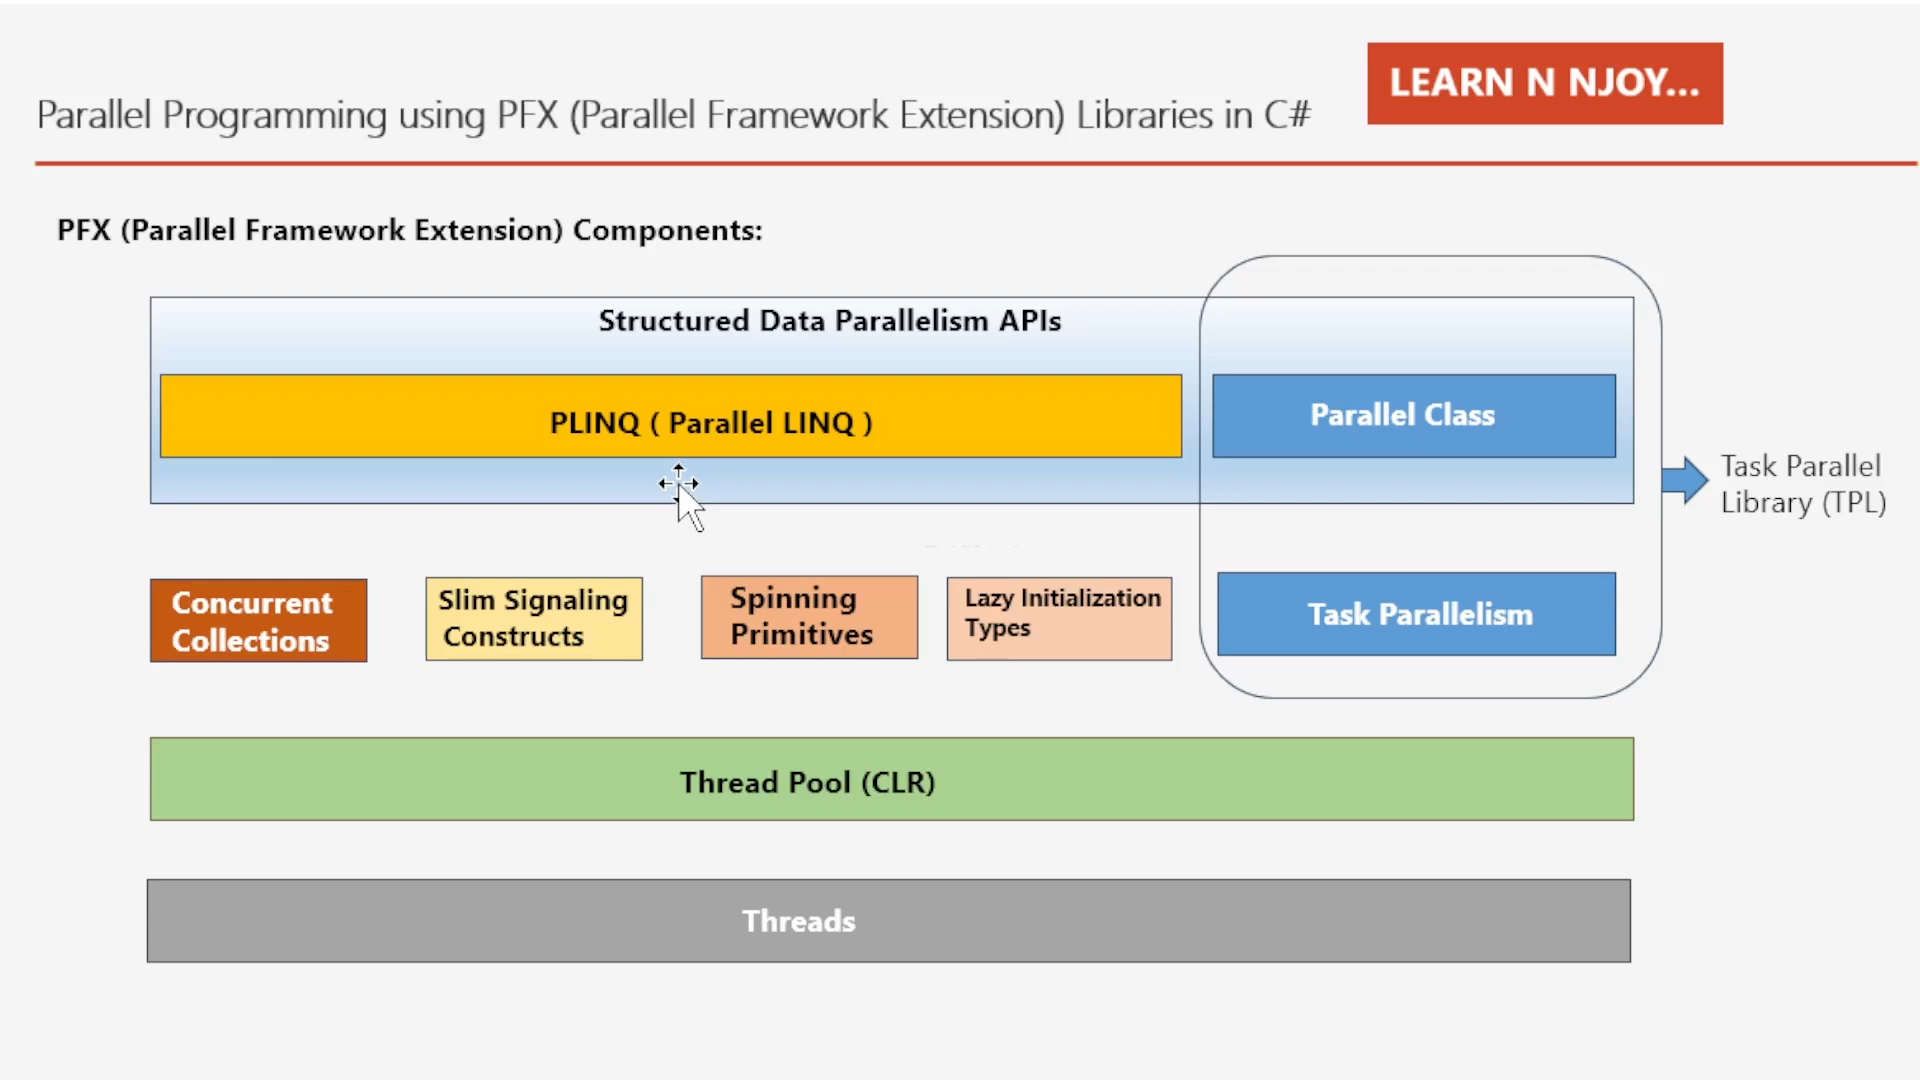 LEARN N NJOY...
Parallel Programming using PFX (Parallel Framework Extension) Libraries in C#
PFX (Parallel Framework Extension) Components:
Structured Data Parallelism APIs
PLINQ ( Parallel LINQ )
Parallel Class
Task Parallel
Library (TPL)
Concurrent
Collections
Slim Signaling
Constructs
Spinning
Primitives
Lazy Initialization
Types
Task Parallelism
Thread Pool (CLR)
Threads